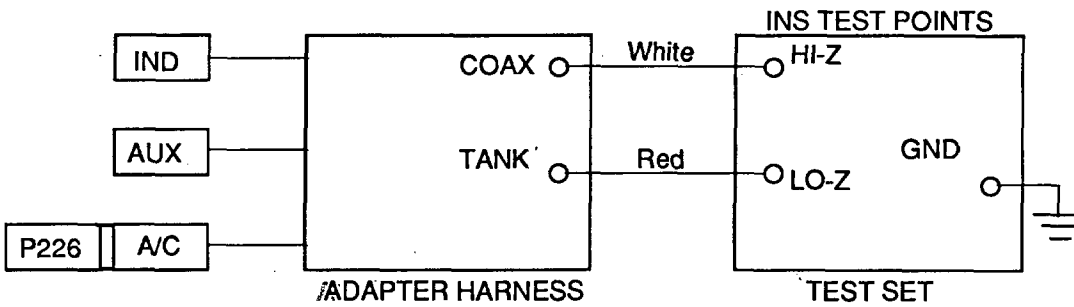 INS TEST POINTS
IND
COAX
White
HI-Z
AUX
TANK
Red
LO-Z
GND
P226
A/C
ADAPTER HARNESS
TEST SET